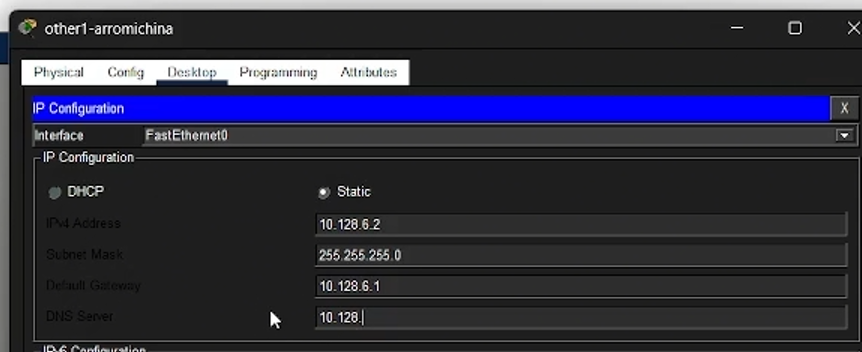 other1-arromichina
Physical Config Desktop Programming Attributes
IP Configuration X
Interface FastEthernet0
IP Configuration
DHCP Static
IPv4 Address 10.128.6.2
Subnet Mask 255.255.255.0
Default Gateway 10.128.6.1
DNS Server 10.128.
IPv6 Configuration